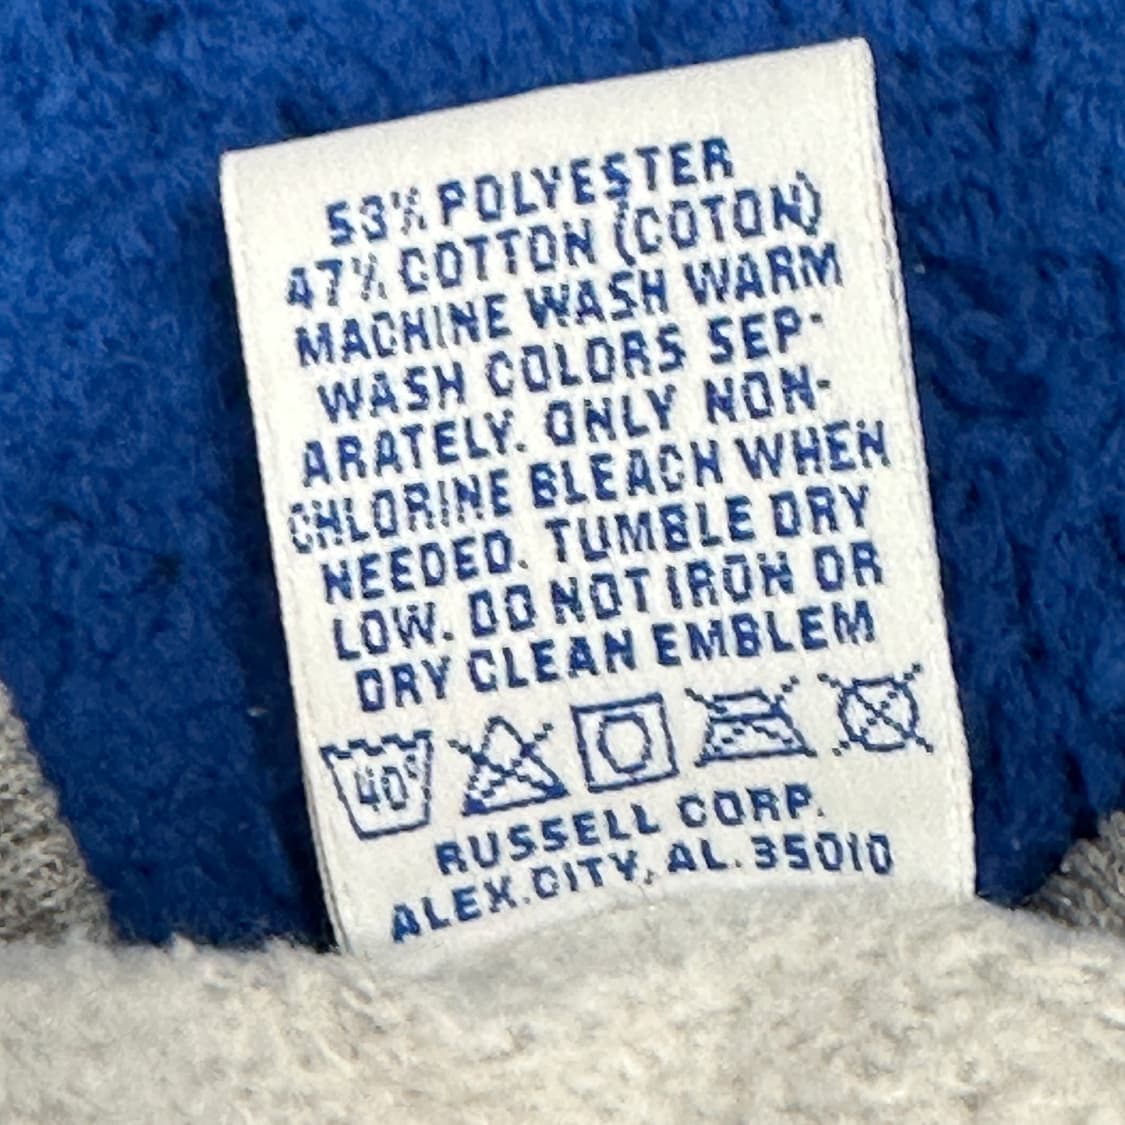 53% POLYESTER
47% COTTON (COTON)
MACHINE WASH WARM
WASH COLORS SEP-
ARATELY. ONLY NON-
CHLORINE BLEACH WHEN
NEEDED. TUMBLE DRY
LOW. DO NOT IRON OR
DRY CLEAN EMBLEM
40°
RUSSELL CORP.
ALEX.CITY, AL. 35010